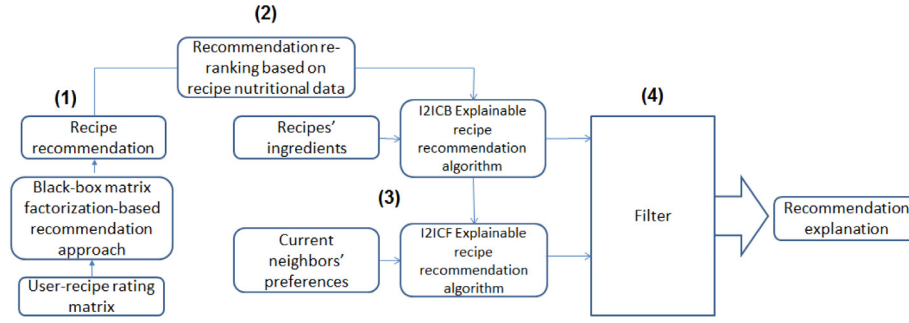 (2)
Recommendation re-
ranking based on
recipe nutritional data
(1)
Recipe
recommendation
Black-box matrix
factorization-based
recommendation
approach
User-recipe rating
matrix
Recipes'
ingredients
I2ICB Explainable
recipe
recommendation
algorithm
(3)
Current
neighbors'
preferences
I2ICF Explainable
recipe
recommendation
algorithm
(4)
Filter
Recommendation
explanation